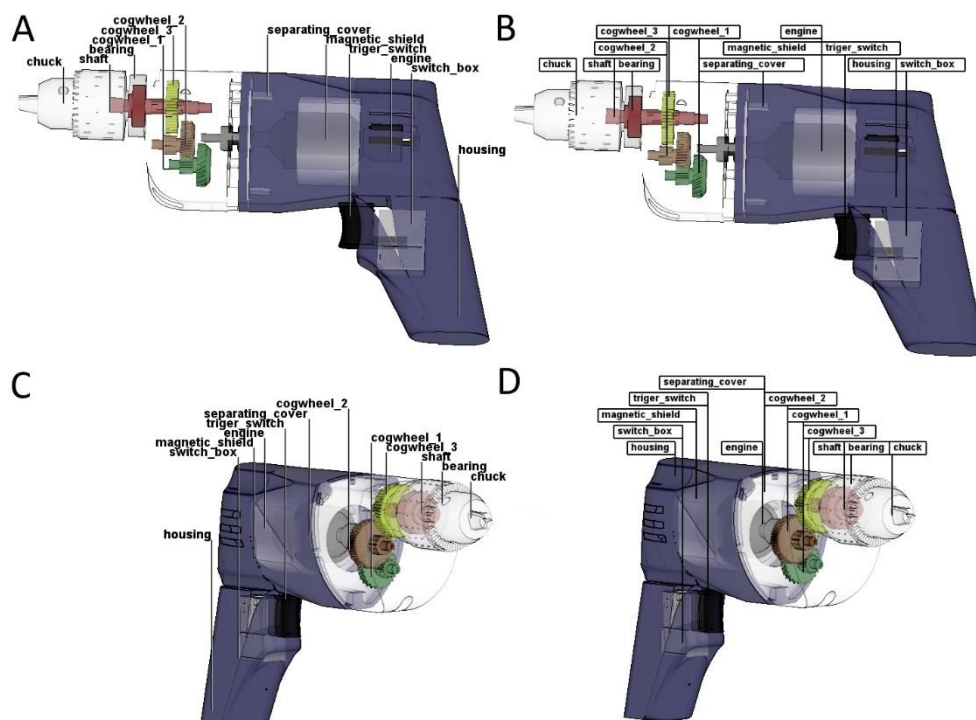 A
cogwheel_2
cogwheel_3
cogwheel_1
bearing
shaft
chuck
separating_cover
magnetic_shield
triger_switch
engine
switch_box
housing
B
cogwheel_3
cogwheel_1
engine
cogwheel_2
magnetic_shield
triger_switch
chuck
shaft
bearing
separating_cover
housing
switch_box
C
cogwheel_2
separating_cover
triger_switch
engine
magnetic_shield
switch_box
cogwheel_1
cogwheel_3
shaft
bearing
chuck
housing
D
separating_cover
triger_switch
cogwheel_2
magnetic_shield
cogwheel_1
switch_box
cogwheel_3
housing
engine
shaft
bearing
chuck